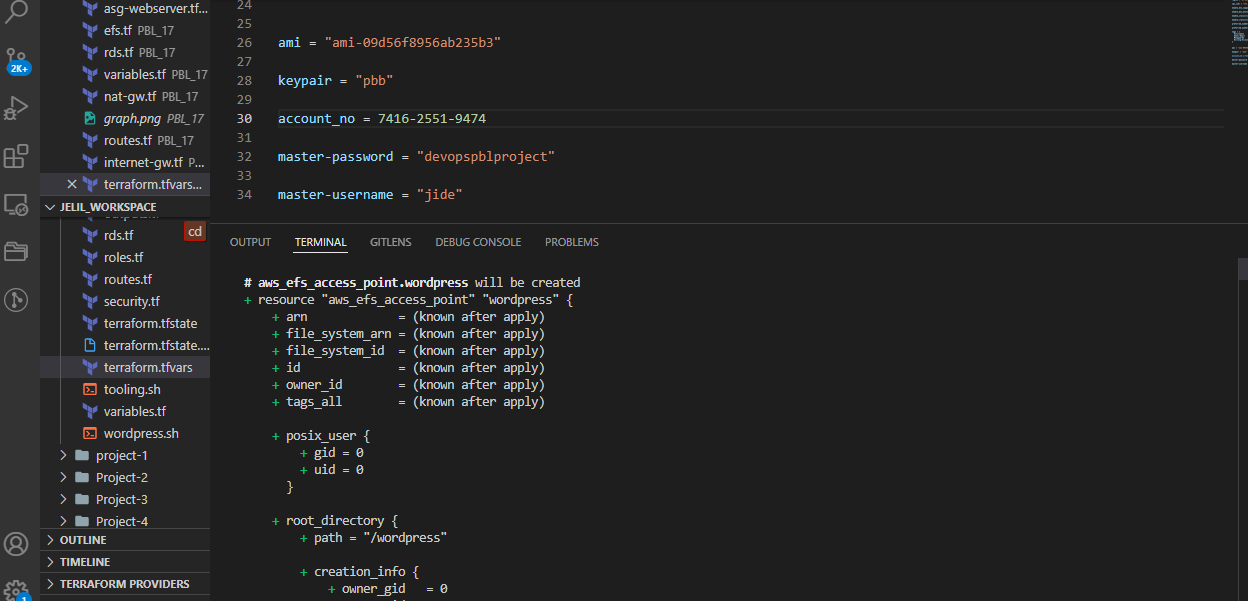 asg-webserver.tf...
efs.tf PBL_17
rds.tf PBL_17
variables.tf PBL_17
nat-gw.tf PBL_17
graph.png PBL_17
routes.tf PBL_17
internet-gw.tf P...
terraform.tfvars...
JELIL_WORKSPACE
rds.tf
cd
roles.tf
routes.tf
security.tf
terraform.tfstate
terraform.tfstate....
terraform.tfvars
tooling.sh
variables.tf
wordpress.sh
project-1
Project-2
Project-3
Project-4
OUTLINE
TIMELINE
TERRAFORM PROVIDERS
2K+
1
24
25
26 ami = "ami-09d56f8956ab235b3"
27
28 keypair = "pbb"
29
30 account_no = 7416-2551-9474
31
32 master-password = "devopspblproject"
33
34 master-username = "jide"
OUTPUT TERMINAL GITLENS DEBUG CONSOLE PROBLEMS
# aws_efs_access_point.wordpress will be created
+ resource "aws_efs_access_point" "wordpress" {
+ arn = (known after apply)
+ file_system_arn = (known after apply)
+ file_system_id = (known after apply)
+ id = (known after apply)
+ owner_id = (known after apply)
+ tags_all = (known after apply)
+ posix_user {
+ gid = 0
+ uid = 0
}
+ root_directory {
+ path = "/wordpress"
+ creation_info {
+ owner_gid = 0